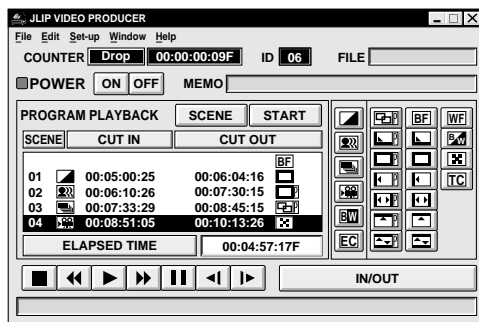 JLIP VIDEO PRODUCER
File Edit Set-up Window Help
COUNTER Drop 00:00:00:09F ID 06 FILE
POWER ON OFF MEMO
PROGRAM PLAYBACK SCENE START
SCENE CUT IN CUT OUT
BF
01 00:05:00:25 00:06:04:16
02 00:06:10:26 00:07:30:15 P
03 00:07:33:29 00:08:45:15 P
04 00:08:51:05 00:10:13:26
ELAPSED TIME 00:04:57:17F
P BF WF
P B/W
P
P TC
P
BW P
EC P
IN/OUT